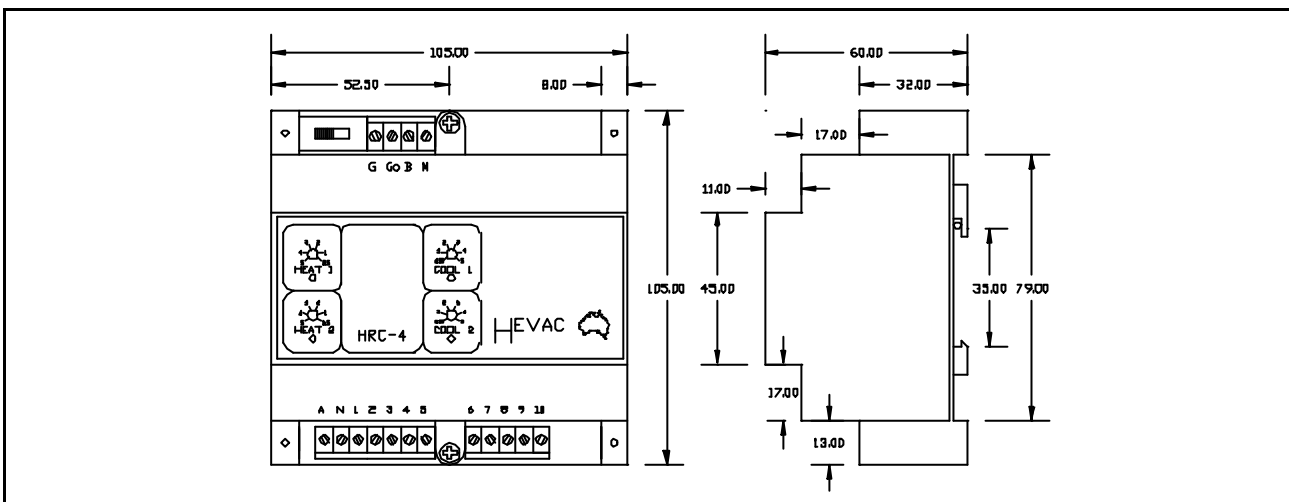 105.00
60.00
52.50
8.00
32.00
17.00
G Go B N
11.00
HEAT 1
COOL 1
105.00
45.00
35.00
79.00
HEAT 2
HRC-4
COOL 2
HEVAC
17.00
A N 1 2 3 4 5 6 7 8 9 10
13.00